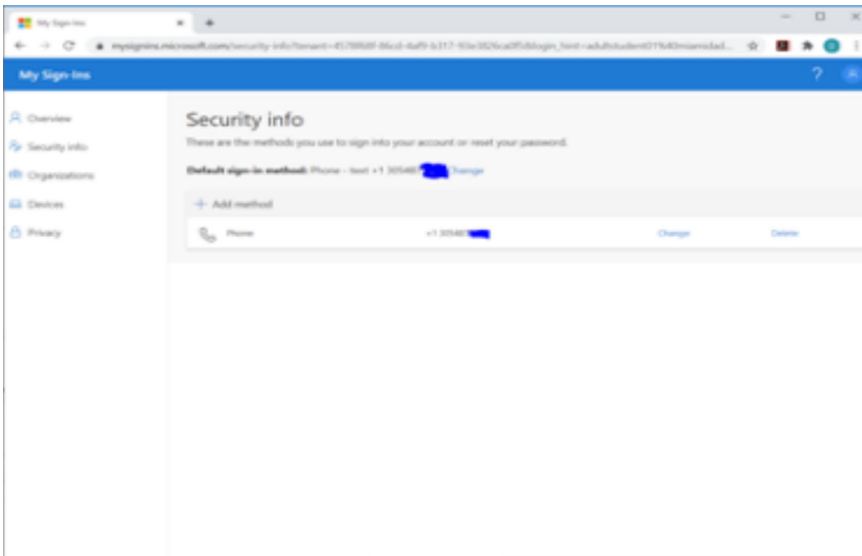 My Sign-Ins
My Sign-Ins
Overview
Security info
Organizations
Devices
Privacy
Security info
These are the methods you use to sign into your account or reset your password.
Default sign-in method: Phone - text +1 305487 Change
Add method
Phone +1 305487 Change Delete